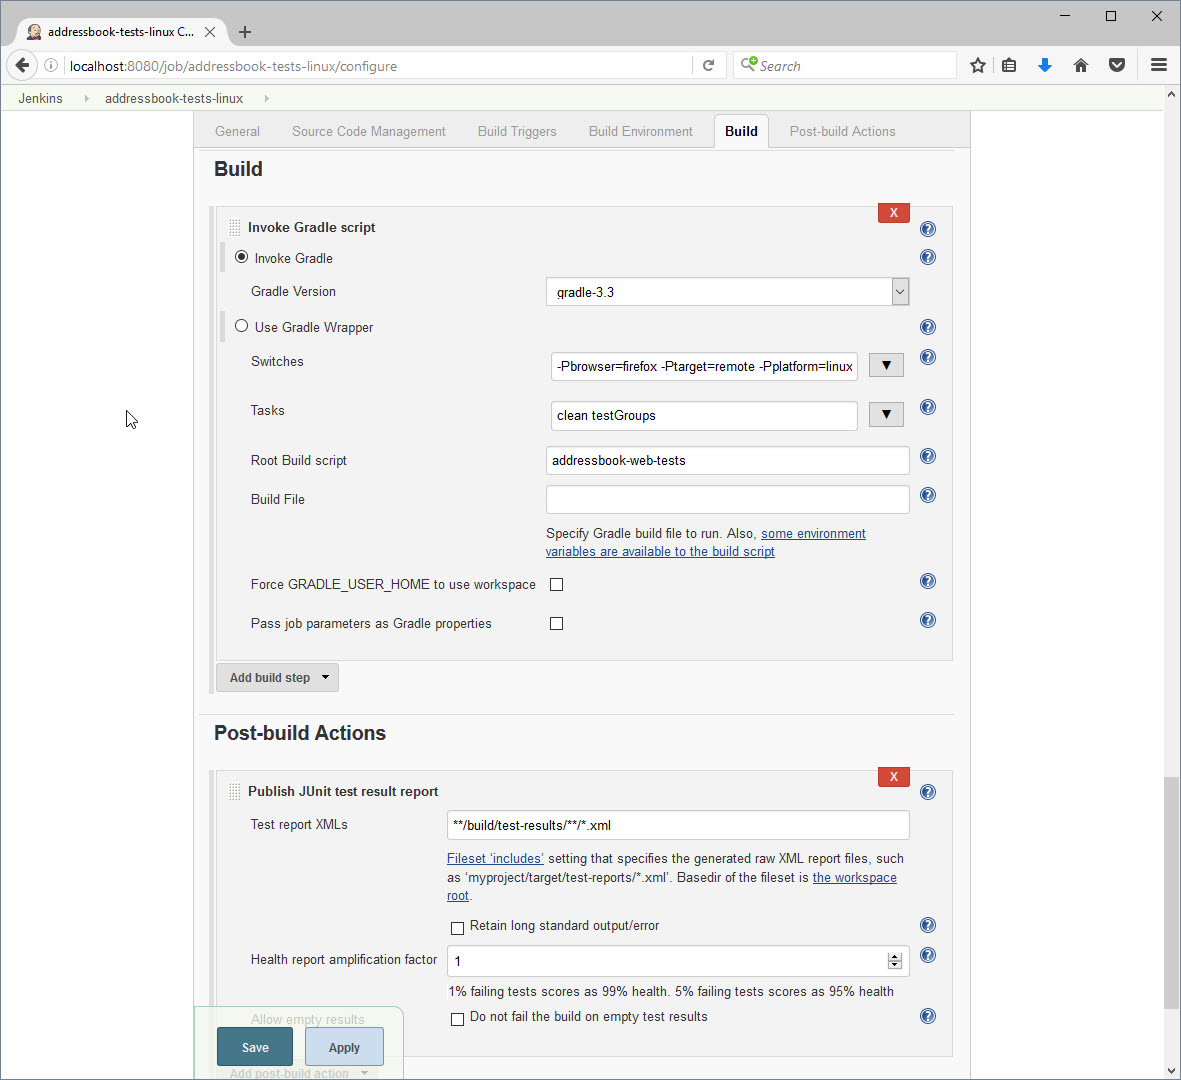 addressbook-tests-linux C...
localhost:8080/job/addressbook-tests-linux/configure
Search
Jenkins addressbook-tests-linux
General Source Code Management Build Triggers Build Environment Build Post-build Actions
Build
X
Invoke Gradle script
Invoke Gradle
Gradle Version gradle-3.3
Use Gradle Wrapper
Switches -Pbrowser=firefox -Ptarget=remote -Pplatform=linux
Tasks clean testGroups
Root Build script addressbook-web-tests
Build File
Specify Gradle build file to run. Also, some environment
variables are available to the build script
Force GRADLE_USER_HOME to use workspace
Pass job parameters as Gradle properties
Add build step
Post-build Actions
X
Publish JUnit test result report
Test report XMLs **/build/test-results/**/*.xml
Fileset ‘includes’ setting that specifies the generated raw XML report files, such
as ‘myproject/target/test-reports/*.xml’. Basedir of the fileset is the workspace
root.
Retain long standard output/error
Health report amplification factor 1
1% failing tests scores as 99% health. 5% failing tests scores as 95% health
Allow empty results Do not fail the build on empty test results
Save Apply
Add post-build action